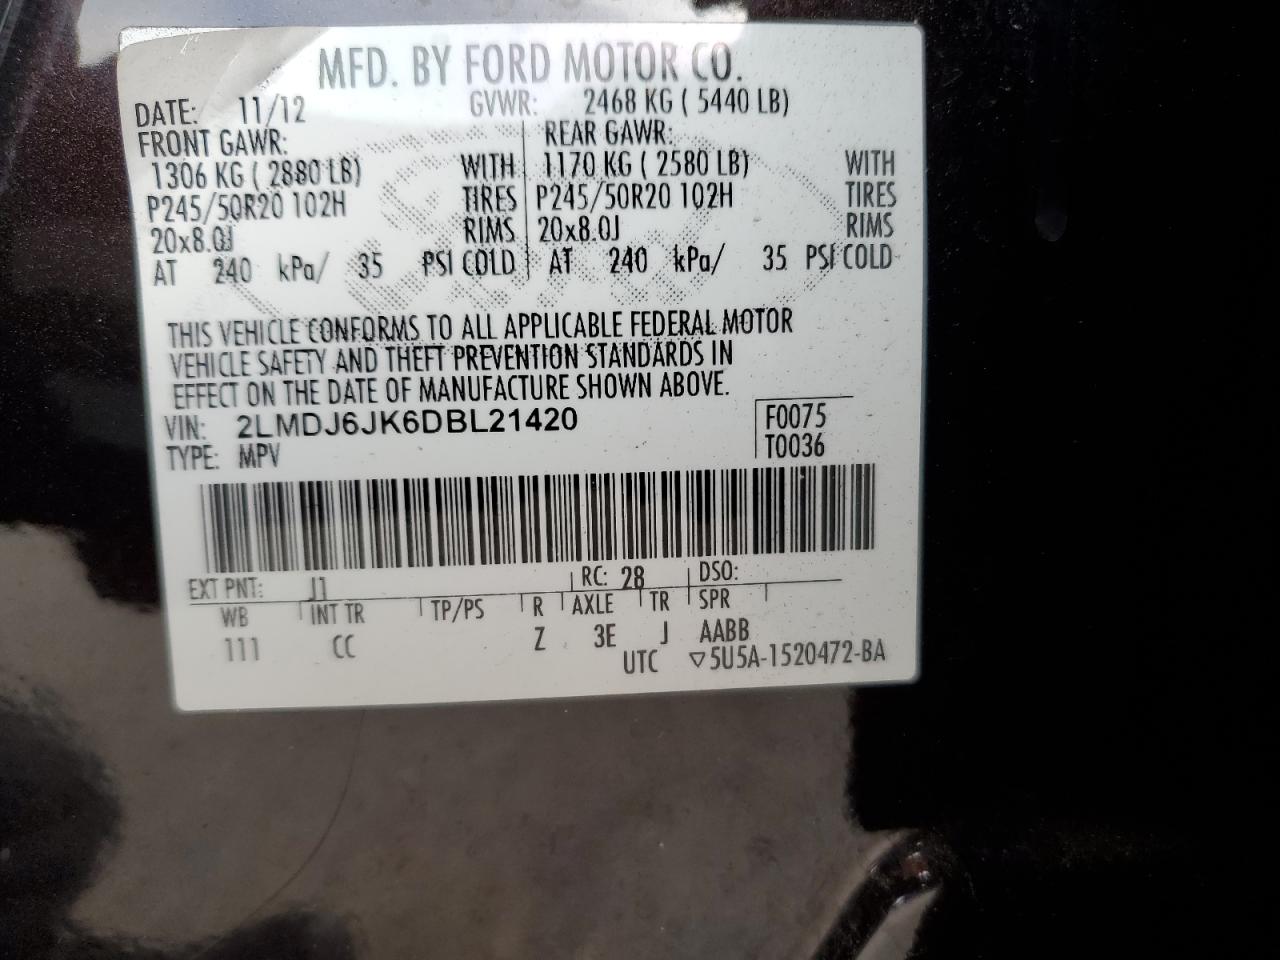 MFD. BY FORD MOTOR CO.
DATE: 11/12 GVWR: 2468 KG ( 5440 LB)
FRONT GAWR: REAR GAWR:
1306 KG ( 2880 LB) WITH 1170 KG ( 2580 LB) WITH
P245/50R20 102H TIRES P245/50R20 102H TIRES
20x8.0J RIMS 20x8.0J RIMS
AT 240 kPa/ 35 PSI COLD AT 240 kPa/ 35 PSI COLD
THIS VEHICLE CONFORMS TO ALL APPLICABLE FEDERAL MOTOR
VEHICLE SAFETY AND THEFT PREVENTION STANDARDS IN
EFFECT ON THE DATE OF MANUFACTURE SHOWN ABOVE.
VIN: 2LMDJ6JK6DBL21420 F0075
TYPE: MPV T0036
EXT PNT: J1 RC: 28 DSO:
WB INT TR TP/PS R AXLE TR SPR
111 CC Z 3E J AABB
UTC ▽5U5A-1520472-BA